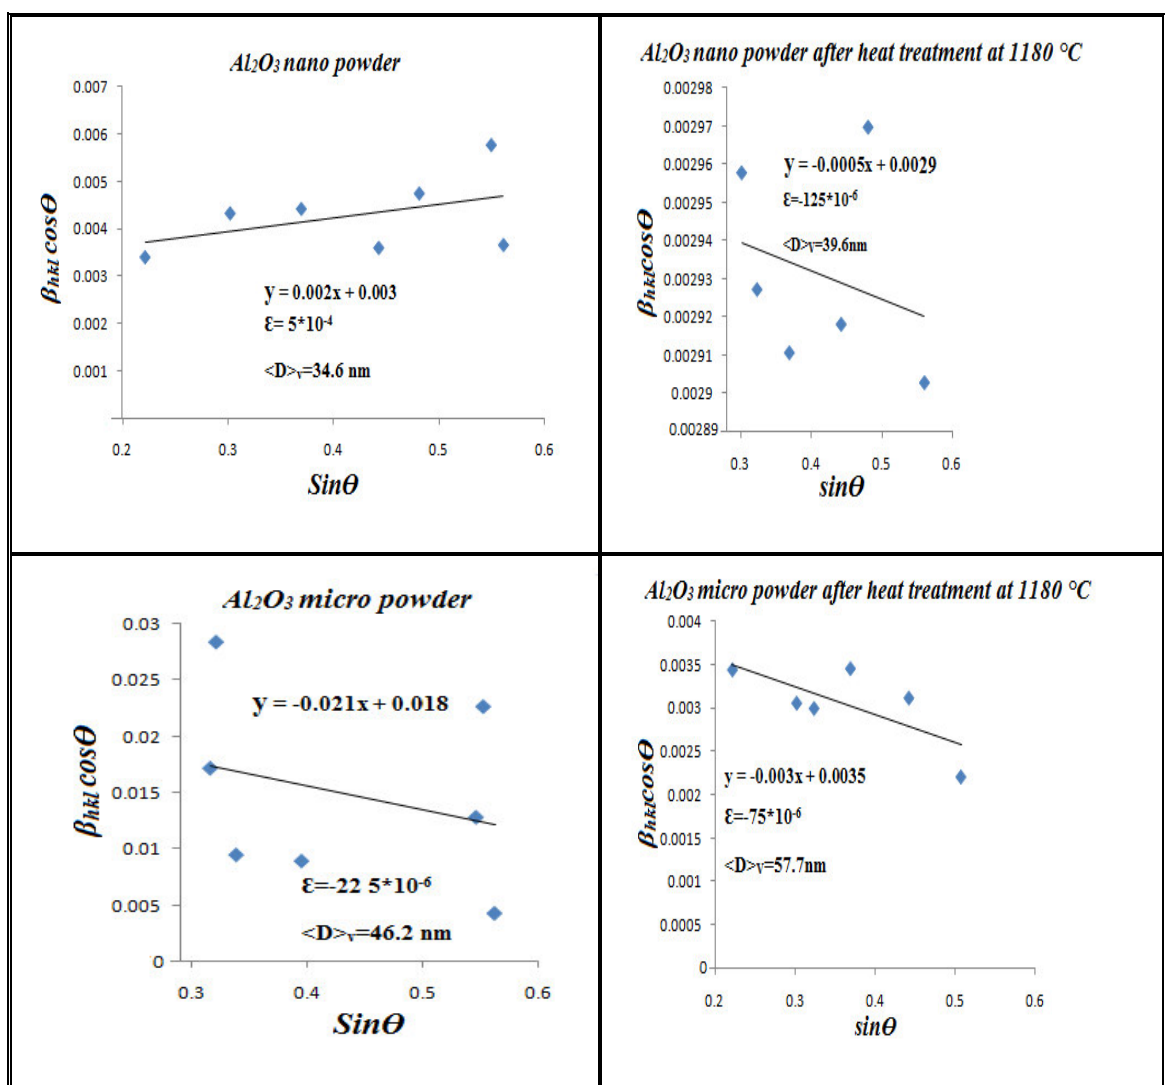 Al₂O₃ nano powder
0.007
0.006
0.005
0.004
0.003
0.002
0.001
βhkl cosθ
y = 0.002x + 0.003
Ɛ= 5*10⁻⁴
<D>ᵥ=34.6 nm
0.2 0.3 0.4 0.5 0.6
Sinθ
Al₂O₃ nano powder after heat treatment at 1180 °C
0.00298
0.00297
0.00296
0.00295
0.00294
0.00293
0.00292
0.00291
0.0029
0.00289
βhklcosθ
y = -0.0005x + 0.0029
Ɛ=-125*10⁻⁶
<D>v=39.6nm
0.3 0.4 0.5 0.6
sinθ
Al₂O₃ micro powder
0.03
0.025
0.02
0.015
0.01
0.005
0
βhkl cosθ
y = -0.021x + 0.018
Ɛ=-22 5*10⁻⁶
<D>ᵥ=46.2 nm
0.3 0.4 0.5 0.6
Sinθ
Al₂O₃ micro powder after heat treatment at 1180 °C
0.004
0.0035
0.003
0.0025
0.002
0.0015
0.001
0.0005
0
βhklcosθ
y = -0.003x + 0.0035
Ɛ=-75*10⁻⁶
<D>v=57.7nm
0.2 0.3 0.4 0.5 0.6
sinθ